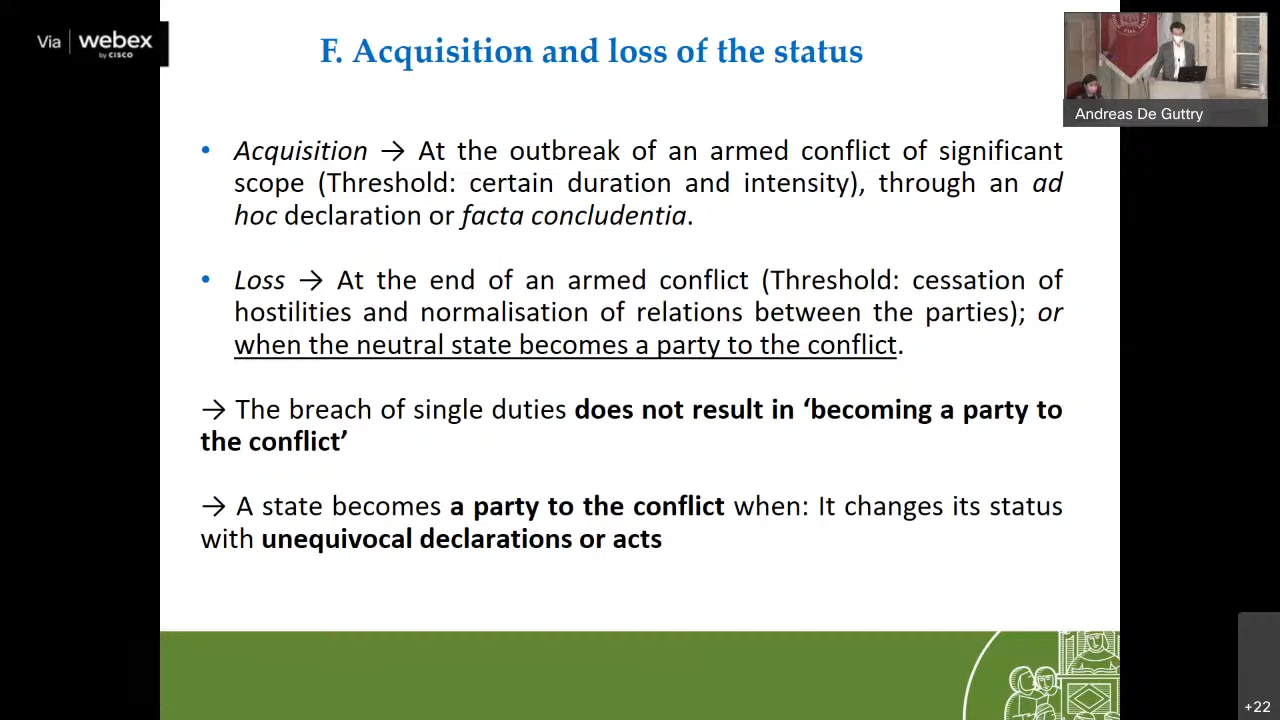 Via webex
by CISCO
F. Acquisition and loss of the status
Andreas De Guttry
• Acquisition → At the outbreak of an armed conflict of significant
scope (Threshold: certain duration and intensity), through an ad
hoc declaration or facta concludentia.
• Loss → At the end of an armed conflict (Threshold: cessation of
hostilities and normalisation of relations between the parties); or
when the neutral state becomes a party to the conflict.
→ The breach of single duties does not result in ‘becoming a party to
the conflict’
→ A state becomes a party to the conflict when: It changes its status
with unequivocal declarations or acts
+22